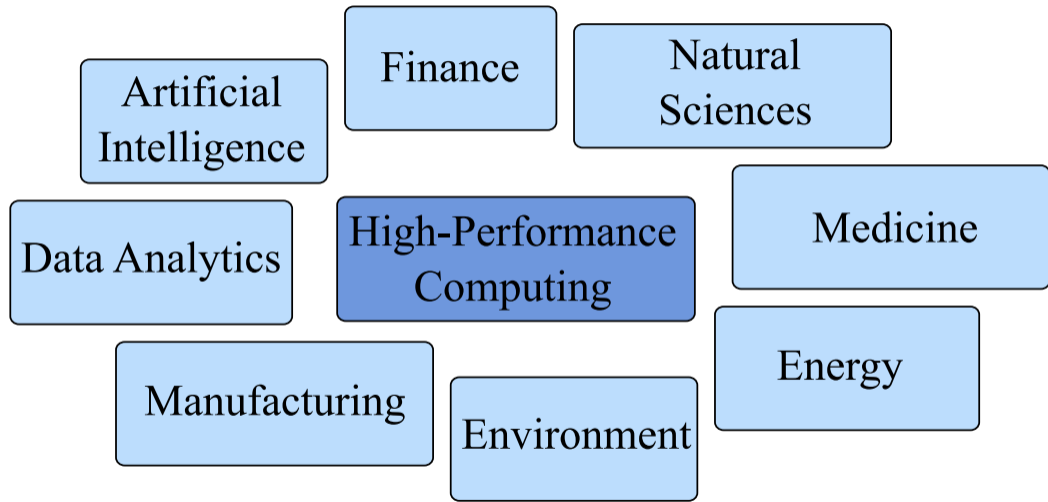 Finance
Natural
Sciences
Artificial
Intelligence
Medicine
High-Performance
Computing
Data Analytics
Energy
Manufacturing
Environment